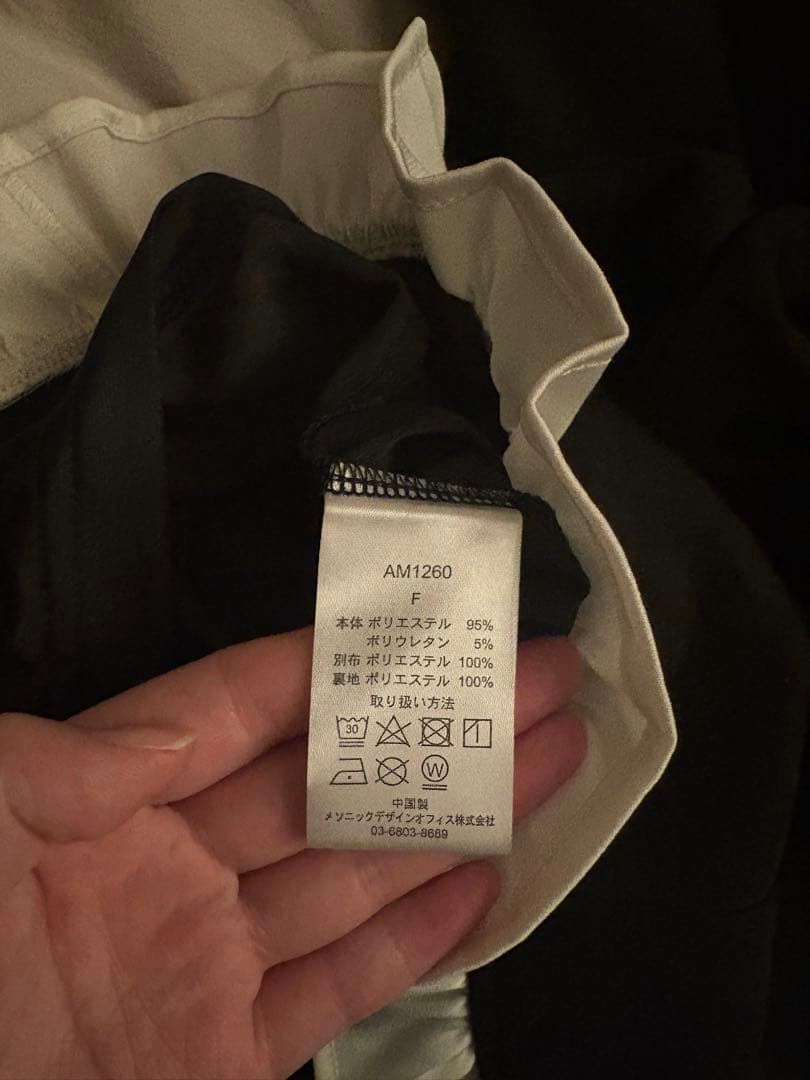 AM1260
F
本体 ポリエステル 95%
ポリウレタン 5%
別布 ポリエステル 100%
裏地 ポリエステル 100%
取り扱い方法
30
W
中国製
メソニックデザインオフィス株式会社
03-6803-8689